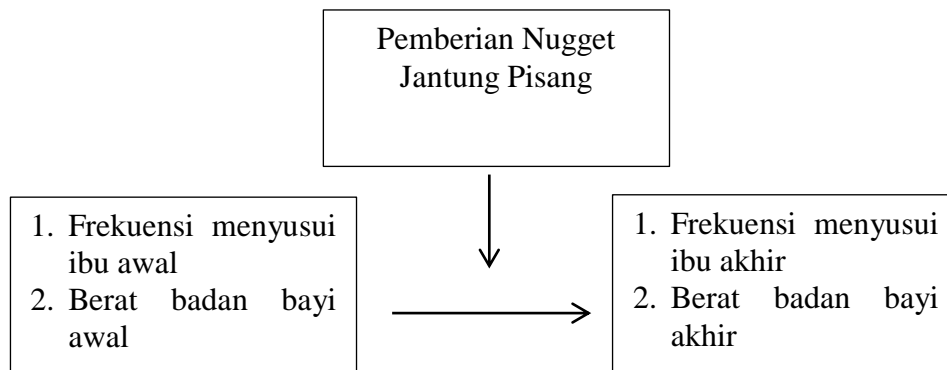 Pemberian Nugget
Jantung Pisang
1. Frekuensi menyusui
ibu awal
2. Berat badan bayi
awal
1. Frekuensi menyusui
ibu akhir
2. Berat badan bayi
akhir